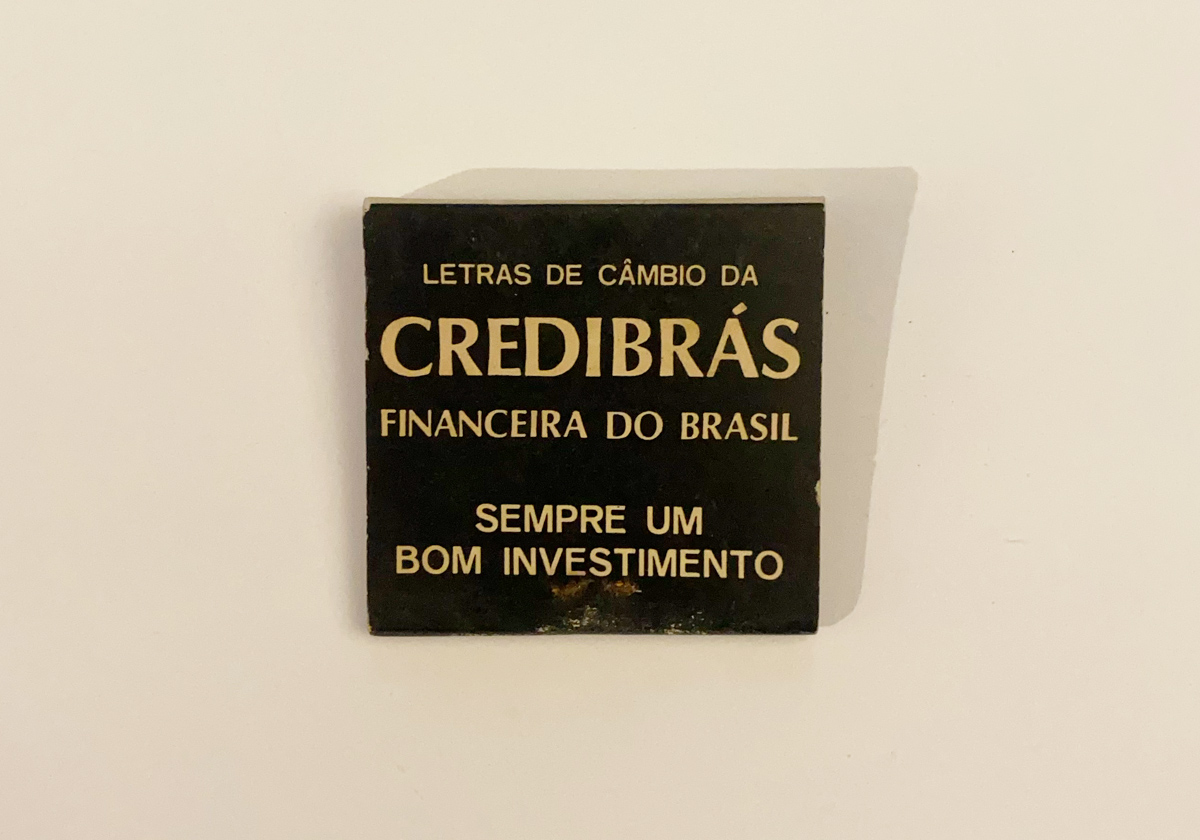 LETRAS DE CÂMBIO DA
CREDIBRÁS
FINANCEIRA DO BRASIL
SEMPRE UM
BOM INVESTIMENTO